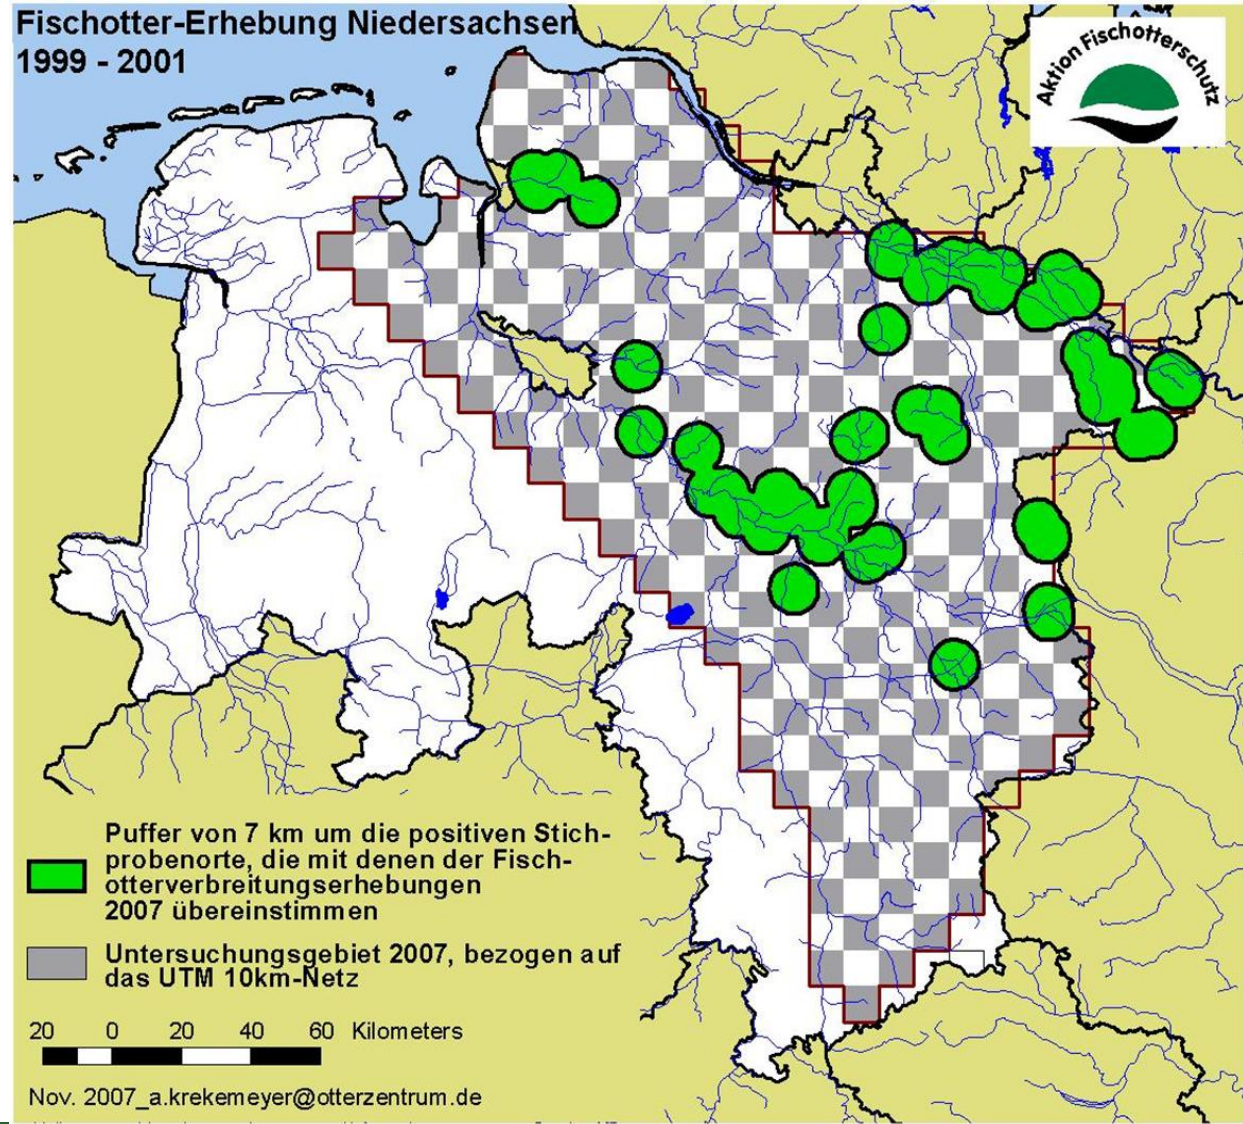 Fischotter-Erhebung Niedersachsen
1999 - 2001
Aktion Fischotterschutz
Puffer von 7 km um die positiven Stich-
probenorte, die mit denen der Fisch-
otterverbreitungserhebungen
2007 übereinstimmen
Untersuchungsgebiet 2007, bezogen auf
das UTM 10km-Netz
20 0 20 40 60 Kilometers
Nov. 2007_a.krekemeyer@otterzentrum.de